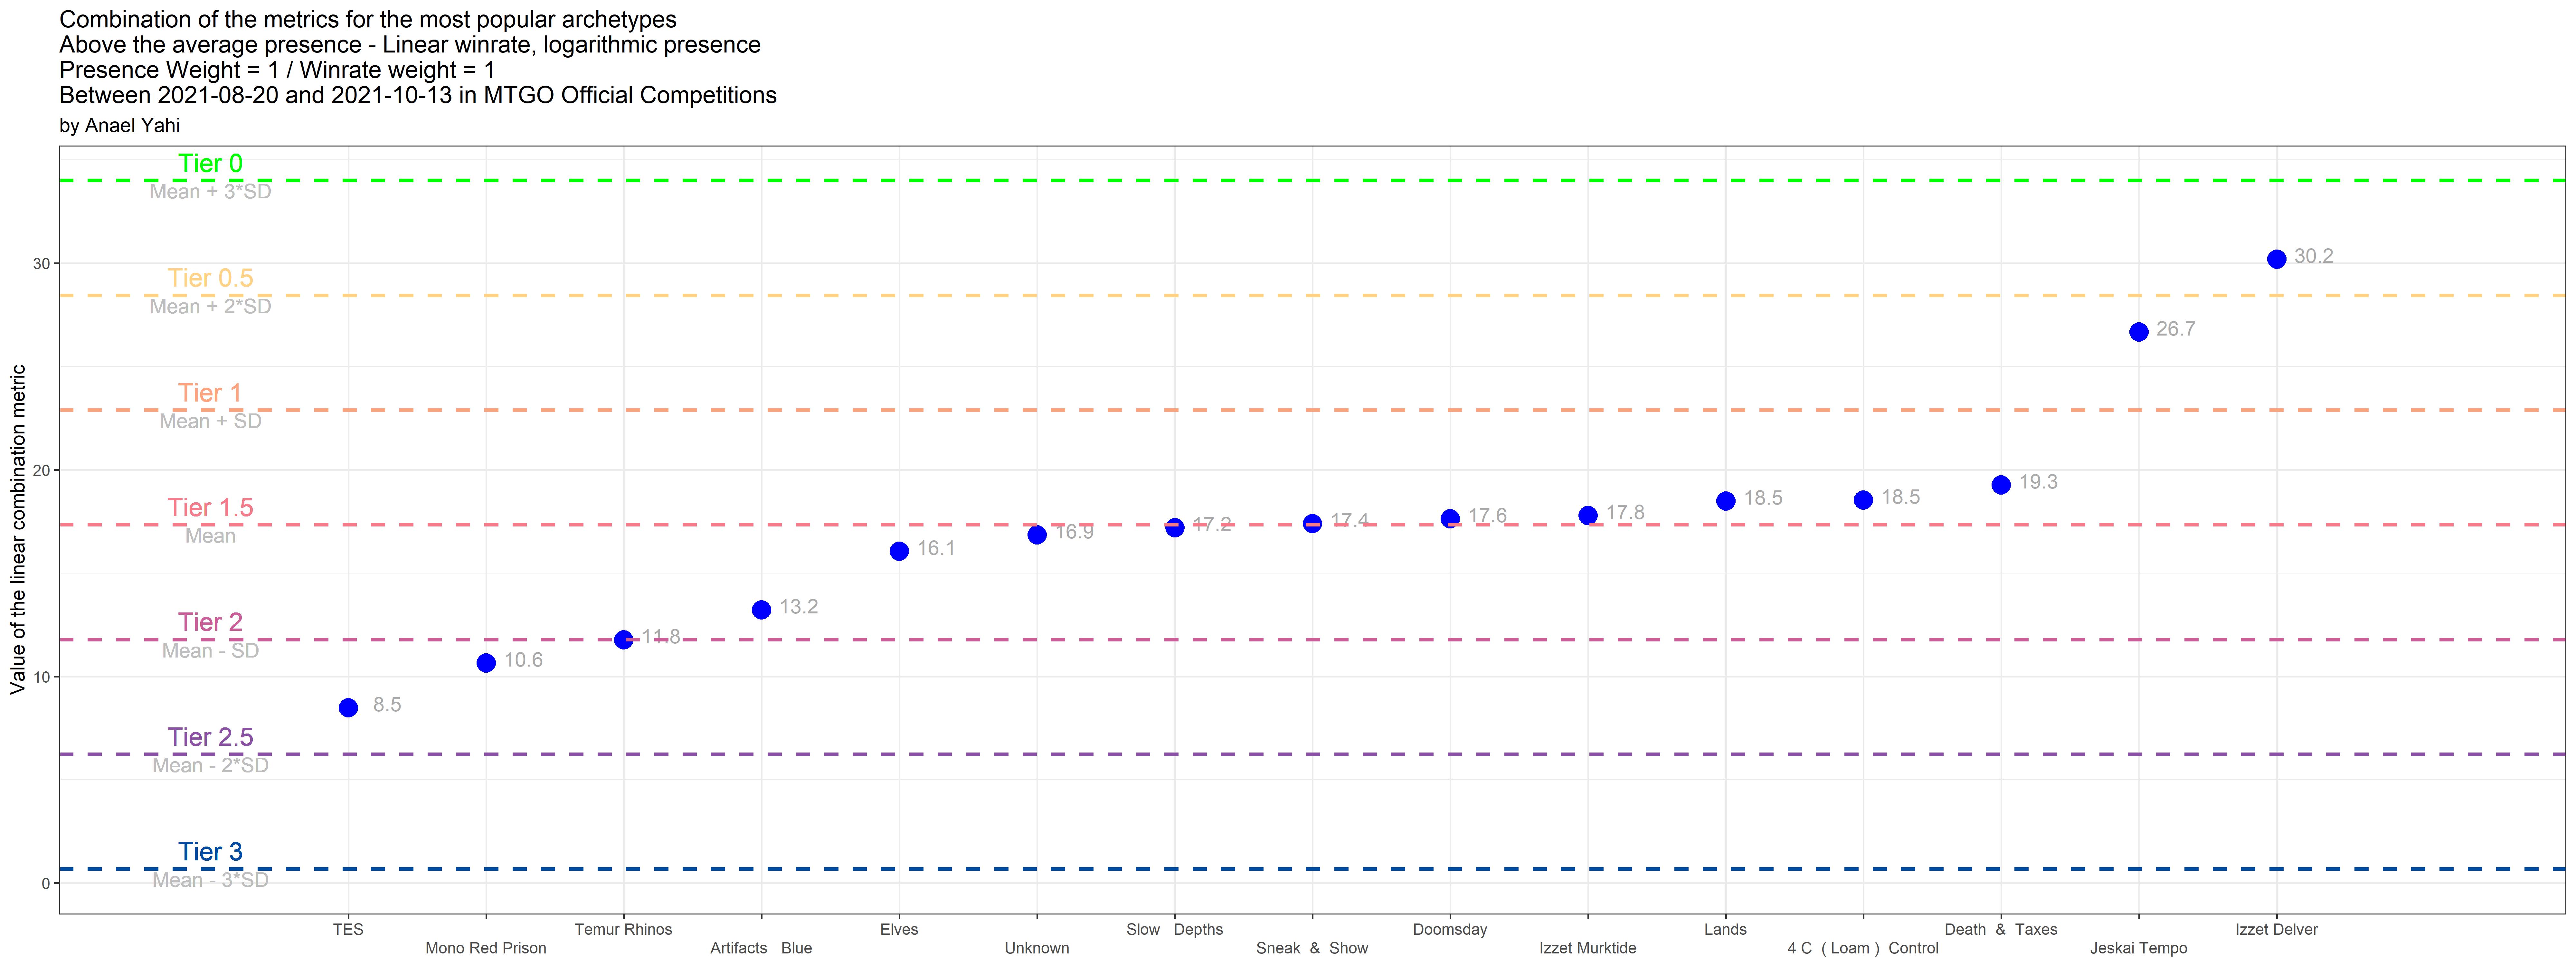 Combination of the metrics for the most popular archetypes
Above the average presence - Linear winrate, logarithmic presence
Presence Weight = 1 / Winrate weight = 1
Between 2021-08-20 and 2021-10-13 in MTGO Official Competitions
by Anael Yahi
Value of the linear combination metric
Tier 0
Mean + 3*SD
30
30.2
Tier 0.5
Mean + 2*SD
26.7
Tier 1
Mean + SD
20
19.3
18.5
18.5
17.8
17.6
17.4
17.2
16.9
16.1
Tier 1.5
Mean
13.2
11.8
Tier 2
Mean - SD
10.6
10
8.5
Tier 2.5
Mean - 2*SD
Tier 3
Mean - 3*SD
0
TES
Mono Red Prison
Temur Rhinos
Artifacts Blue
Elves
Unknown
Slow Depths
Sneak & Show
Doomsday
Izzet Murktide
Lands
4 C ( Loam ) Control
Death & Taxes
Jeskai Tempo
Izzet Delver